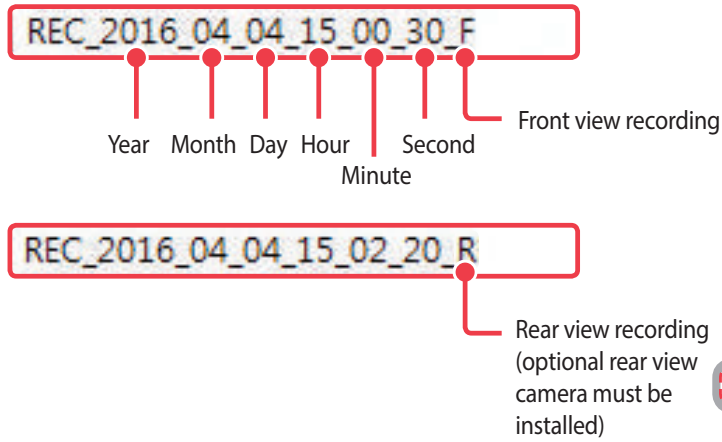 REC_2016_04_04_15_00_30_F
Front view recording
Year Month Day Hour Second
Minute
REC_2016_04_04_15_02_20_R
Rear view recording
(optional rear view
camera must be
installed)